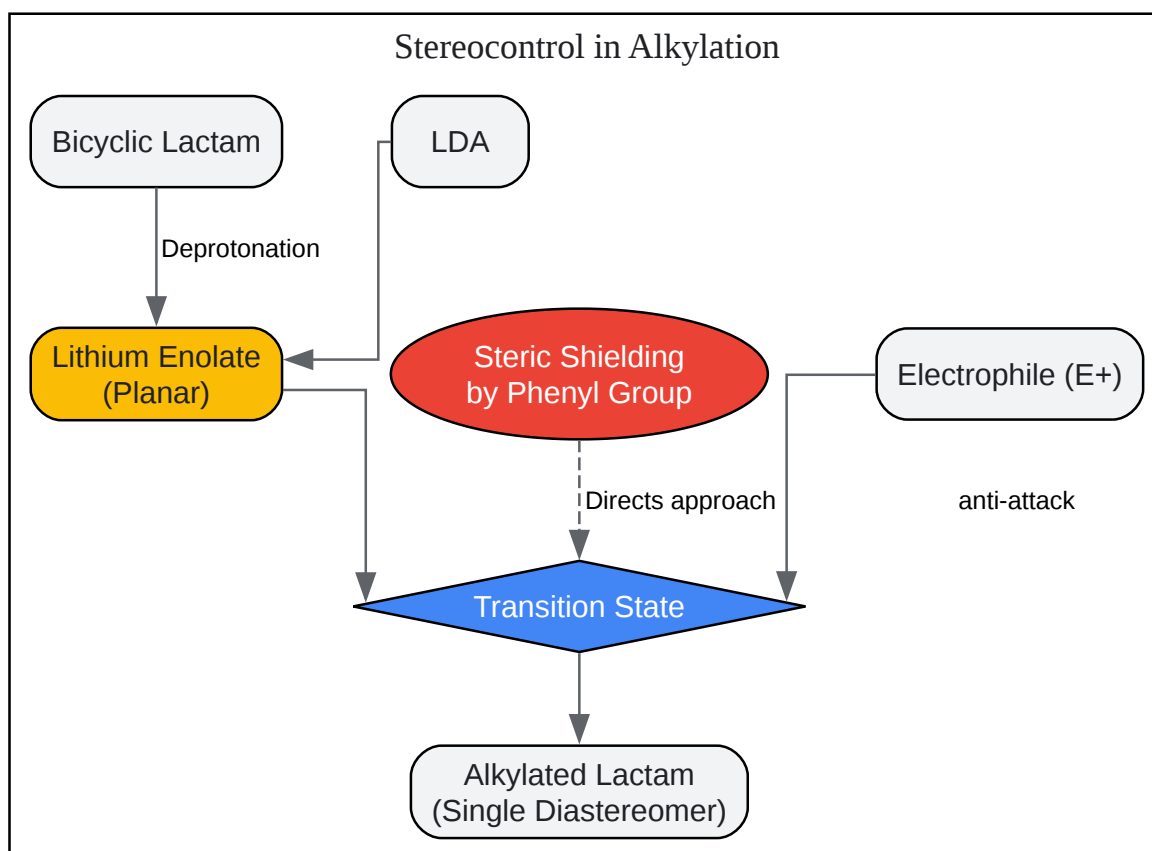 Stereocontrol in Alkylation
Bicyclic Lactam
LDA
Deprotonation
Lithium Enolate
(Planar)
Steric Shielding
by Phenyl Group
Electrophile (E+)
Directs approach
anti-attack
Transition State
Alkylated Lactam
(Single Diastereomer)